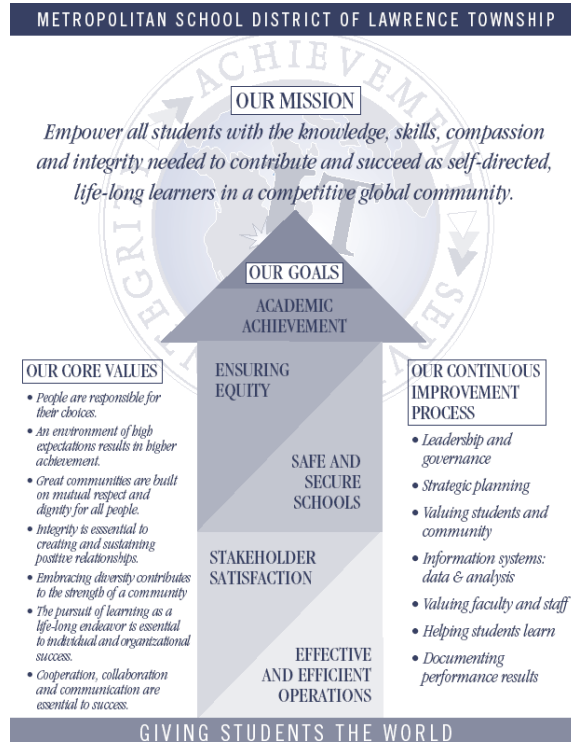 METROPOLITAN SCHOOL DISTRICT OF LAWRENCE TOWNSHIP
ACHIEVEMENT
INTEGRITY
OUR MISSION
Empower all students with the knowledge, skills, compassion
and integrity needed to contribute and succeed as self-directed,
life-long learners in a competitive global community.
OUR GOALS
ACADEMIC
ACHIEVEMENT
ENSURING
EQUITY
SAFE AND
SECURE
SCHOOLS
STAKEHOLDER
SATISFACTION
EFFECTIVE
AND EFFICIENT
OPERATIONS
OUR CORE VALUES
• People are responsible for
their choices.
• An environment of high
expectations results in higher
achievement.
• Great communities are built
on mutual respect and
dignity for all people.
• Integrity is essential to
creating and sustaining
positive relationships.
• Embracing diversity contributes
to the strength of a community
• The pursuit of learning as a
life-long endeavor is essential
to individual and organizational
success.
• Cooperation, collaboration
and communication are
essential to success.
OUR CONTINUOUS
IMPROVEMENT
PROCESS
• Leadership and
governance
• Strategic planning
• Valuing students and
community
• Information systems:
data & analysis
• Valuing faculty and staff
• Helping students learn
• Documenting
performance results
GIVING STUDENTS THE WORLD